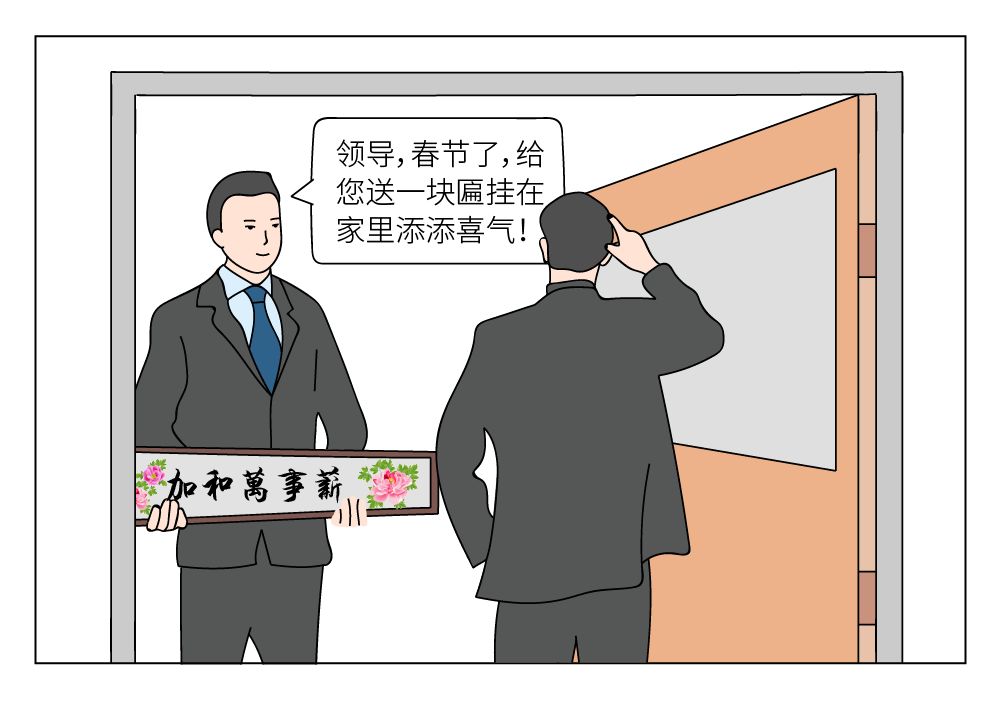 领导，春节了，给
您送一块匾挂在
家里添添喜气！
加和萬事薪